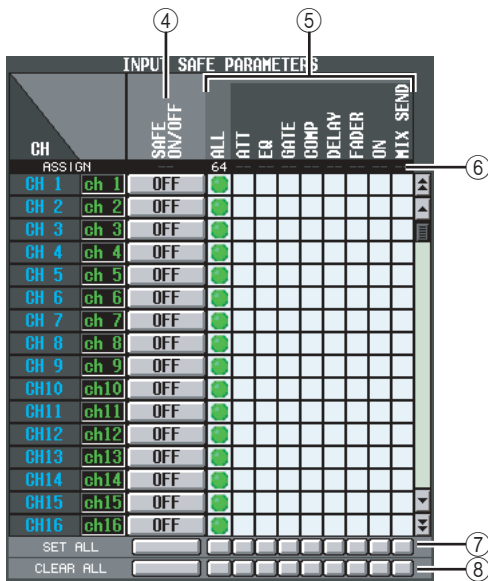 ④ ⑤
INPUT SAFE PARAMETERS
CH SAFE ON/OFF ALL ATT EQ GATE COMP DELAY FADER ON MIX SEND
ASSIGN -- 64 -- -- -- -- -- -- -- -- ⑥
CH 1 ch 1 OFF
CH 2 ch 2 OFF
CH 3 ch 3 OFF
CH 4 ch 4 OFF
CH 5 ch 5 OFF
CH 6 ch 6 OFF
CH 7 ch 7 OFF
CH 8 ch 8 OFF
CH 9 ch 9 OFF
CH10 ch10 OFF
CH11 ch11 OFF
CH12 ch12 OFF
CH13 ch13 OFF
CH14 ch14 OFF
CH15 ch15 OFF
CH16 ch16 OFF
SET ALL ⑦
CLEAR ALL ⑧